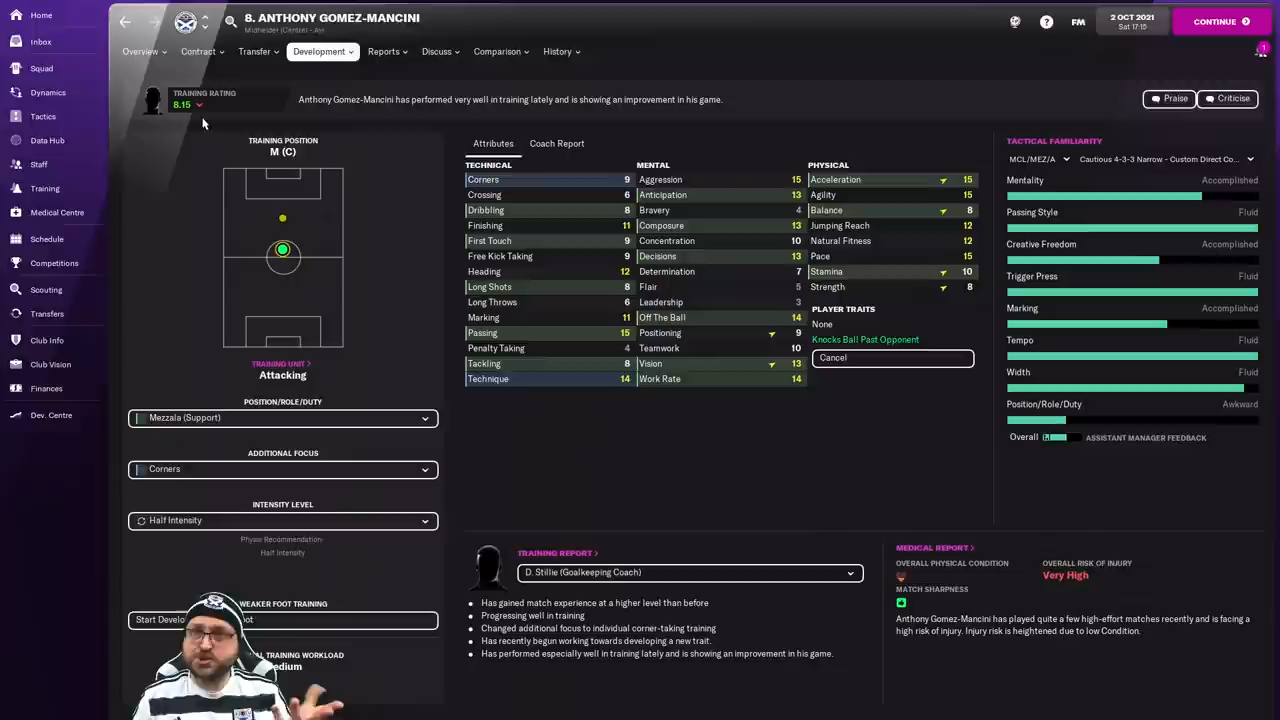 Home
Inbox
Squad
Dynamics
Tactics
Data Hub
Staff
Training
Medical Centre
Schedule
Competitions
Scouting
Transfers
Club Info
Club Vision
Finances
Dev. Centre
8. ANTHONY GOMEZ-MANCINI
Midfielder (Central) - Ayr
FM
2 OCT 2021
Sat 17:15
CONTINUE
1
Overview
Contract
Transfer
Development
Reports
Discuss
Comparison
History
TRAINING RATING
8.15
Anthony Gomez-Mancini has performed very well in training lately and is showing an improvement in his game.
Praise
Criticise
TRAINING POSITION
M (C)
TRAINING UNIT >
Attacking
POSITION/ROLE/DUTY
Mezzala (Support)
ADDITIONAL FOCUS
Corners
INTENSITY LEVEL
Half Intensity
Physio Recommendation:
Half Intensity
WEAKER FOOT TRAINING
Start Develo
oot
TRAINING WORKLOAD
edium
Attributes
Coach Report
TECHNICAL
Corners 9
Crossing 6
Dribbling 8
Finishing 11
First Touch 9
Free Kick Taking 9
Heading 12
Long Shots 8
Long Throws 6
Marking 11
Passing 15
Penalty Taking 4
Tackling 8
Technique 14
MENTAL
Aggression 15
Anticipation 13
Bravery 4
Composure 13
Concentration 10
Decisions 13
Determination 7
Flair 5
Leadership 3
Off The Ball 14
Positioning 9
Teamwork 10
Vision 13
Work Rate 14
PHYSICAL
Acceleration 15
Agility 15
Balance 8
Jumping Reach 12
Natural Fitness 12
Pace 15
Stamina 10
Strength 8
PLAYER TRAITS
None
Knocks Ball Past Opponent
Cancel
TACTICAL FAMILIARITY
MCL/MEZ/A
Cautious 4-3-3 Narrow - Custom Direct Co...
Mentality Accomplished
Passing Style Fluid
Creative Freedom Accomplished
Trigger Press Fluid
Marking Accomplished
Tempo Fluid
Width Fluid
Position/Role/Duty Awkward
Overall
ASSISTANT MANAGER FEEDBACK
TRAINING REPORT >
D. Stillie (Goalkeeping Coach)
• Has gained match experience at a higher level than before
• Progressing well in training
• Changed additional focus to individual corner-taking training
• Has recently begun working towards developing a new trait.
• Has performed especially well in training lately and is showing an improvement in his game.
MEDICAL REPORT >
OVERALL PHYSICAL CONDITION
OVERALL RISK OF INJURY
Very High
MATCH SHARPNESS
Anthony Gomez-Mancini has played quite a few high-effort matches recently and is facing a
high risk of injury. Injury risk is heightened due to low Condition.